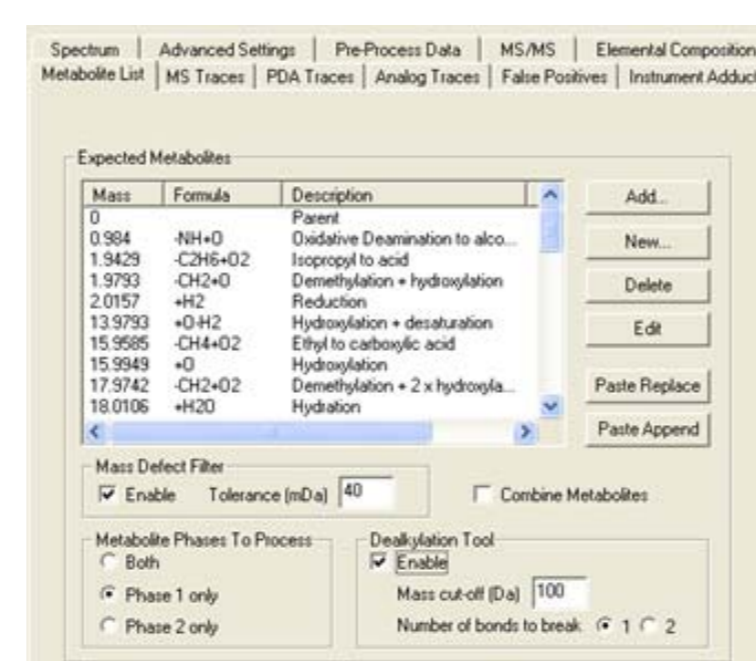 Spectrum Advanced Settings Pre-Process Data MS/MS Elemental Composition
Metabolite List MS Traces PDA Traces Analog Traces False Positives Instrument Adduc
Expected Metabolites
Mass Formula Description
0 Parent
0.984 -NH+O Oxidative Deamination to alco...
1.9429 -C2H6+O2 Isopropyl to acid
1.9793 -CH2+O Demethylation + hydroxylation
2.0157 +H2 Reduction
13.9793 +O-H2 Hydroxylation + desaturation
15.9585 -CH4+O2 Ethyl to carboxylic acid
15.9949 +O Hydroxylation
17.9742 -CH2+O2 Demethylation + 2 x hydroxyla...
18.0106 +H2O Hydration
Add...
New...
Delete
Edit
Paste Replace
Paste Append
Mass Defect Filter
Enable Tolerance (mDa) 40
Combine Metabolites
Metabolite Phases To Process
Both
Phase 1 only
Phase 2 only
Dealkylation Tool
Enable
Mass cut-off (Da) 100
Number of bonds to break 1 2